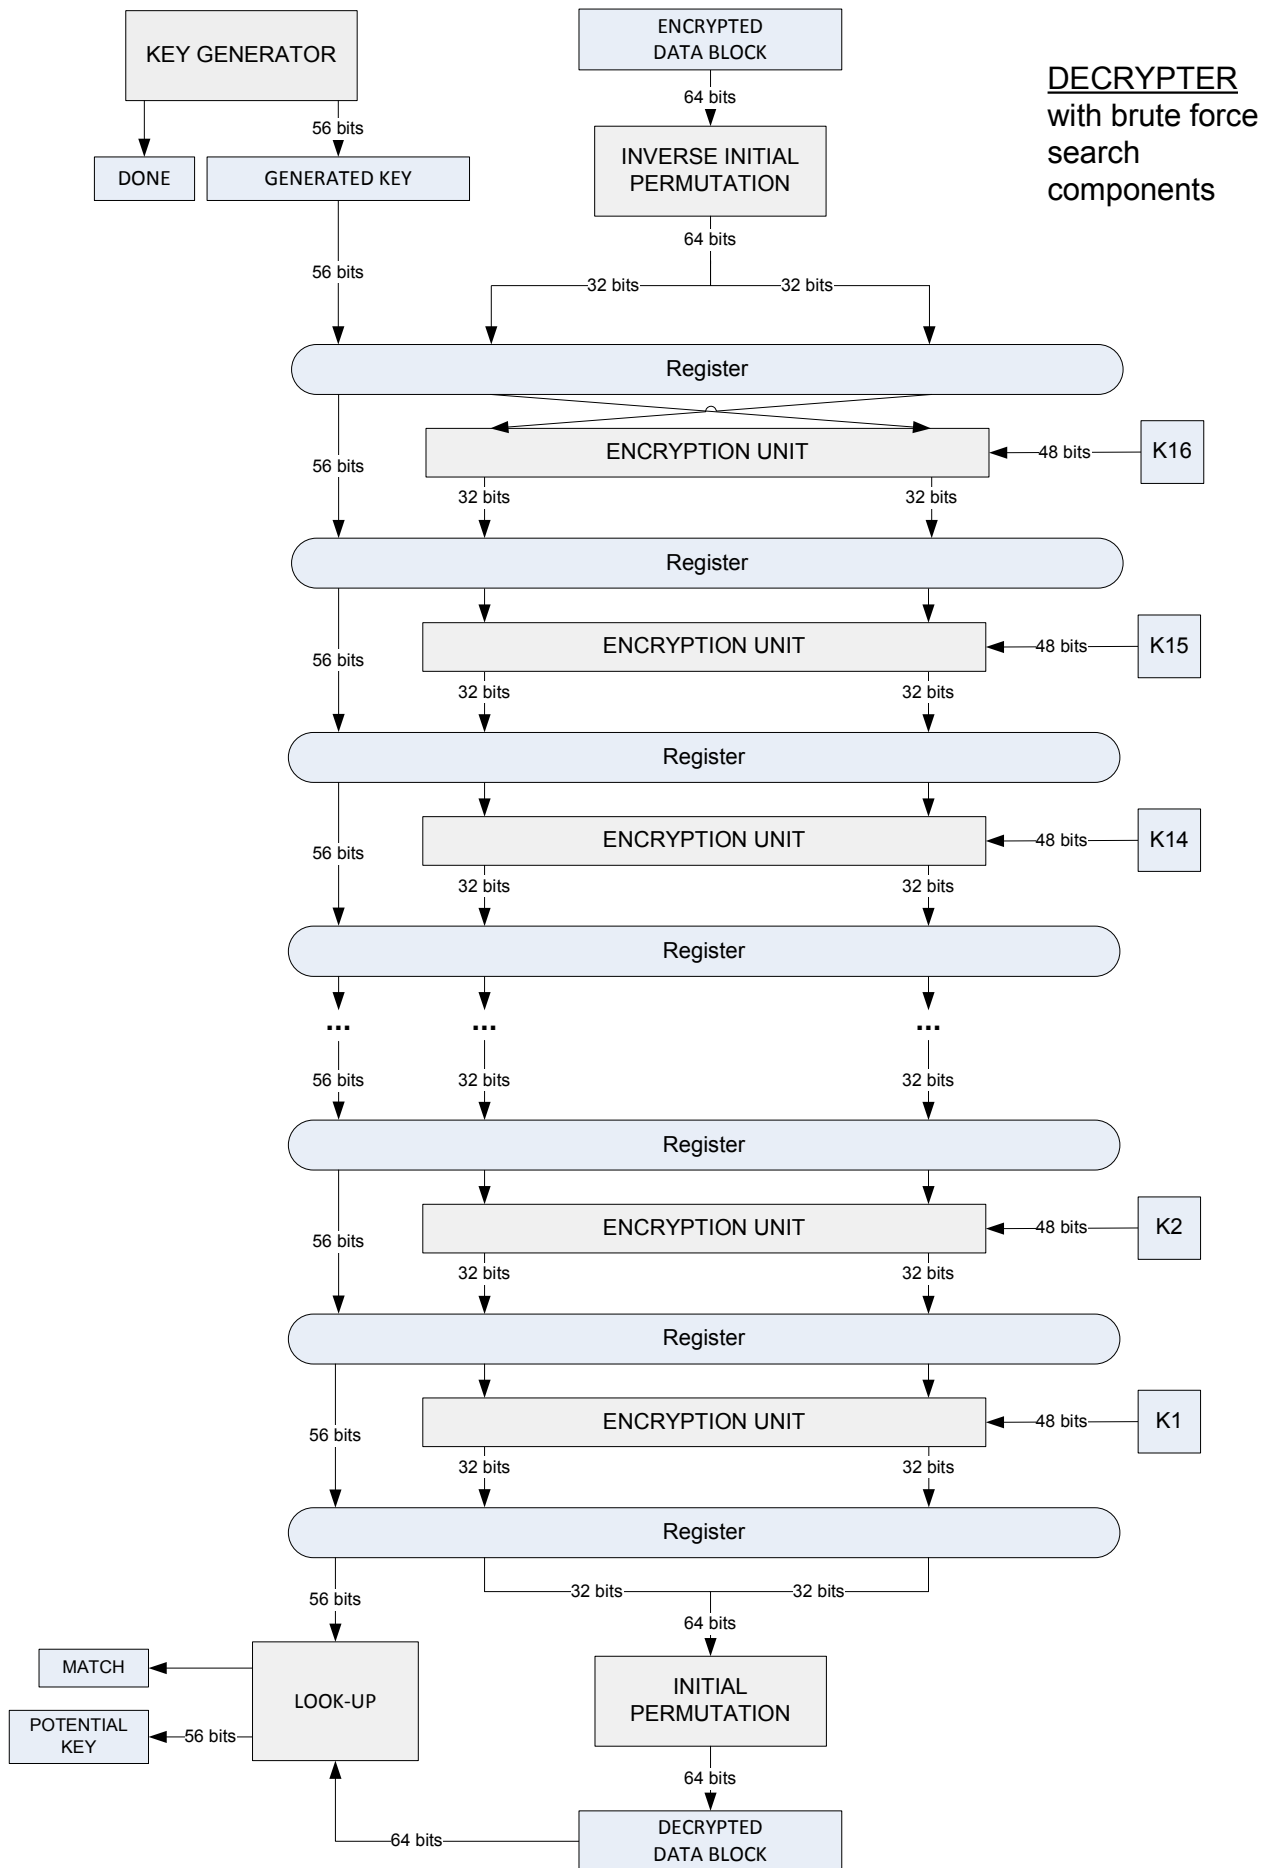 KEY GENERATOR
ENCRYPTED
DATA BLOCK
DECRYPTER
with brute force
search
components
64 bits
56 bits
INVERSE INITIAL
PERMUTATION
DONE
GENERATED KEY
64 bits
56 bits
32 bits
32 bits
Register
ENCRYPTION UNIT
48 bits
K16
56 bits
32 bits
32 bits
Register
ENCRYPTION UNIT
48 bits
K15
56 bits
32 bits
32 bits
Register
ENCRYPTION UNIT
48 bits
K14
56 bits
32 bits
32 bits
Register
...
...
...
56 bits
32 bits
32 bits
Register
ENCRYPTION UNIT
48 bits
K2
56 bits
32 bits
32 bits
Register
ENCRYPTION UNIT
48 bits
K1
56 bits
32 bits
32 bits
Register
56 bits
32 bits
32 bits
64 bits
MATCH
LOOK-UP
INITIAL
PERMUTATION
POTENTIAL
KEY
56 bits
64 bits
64 bits
DECRYPTED
DATA BLOCK